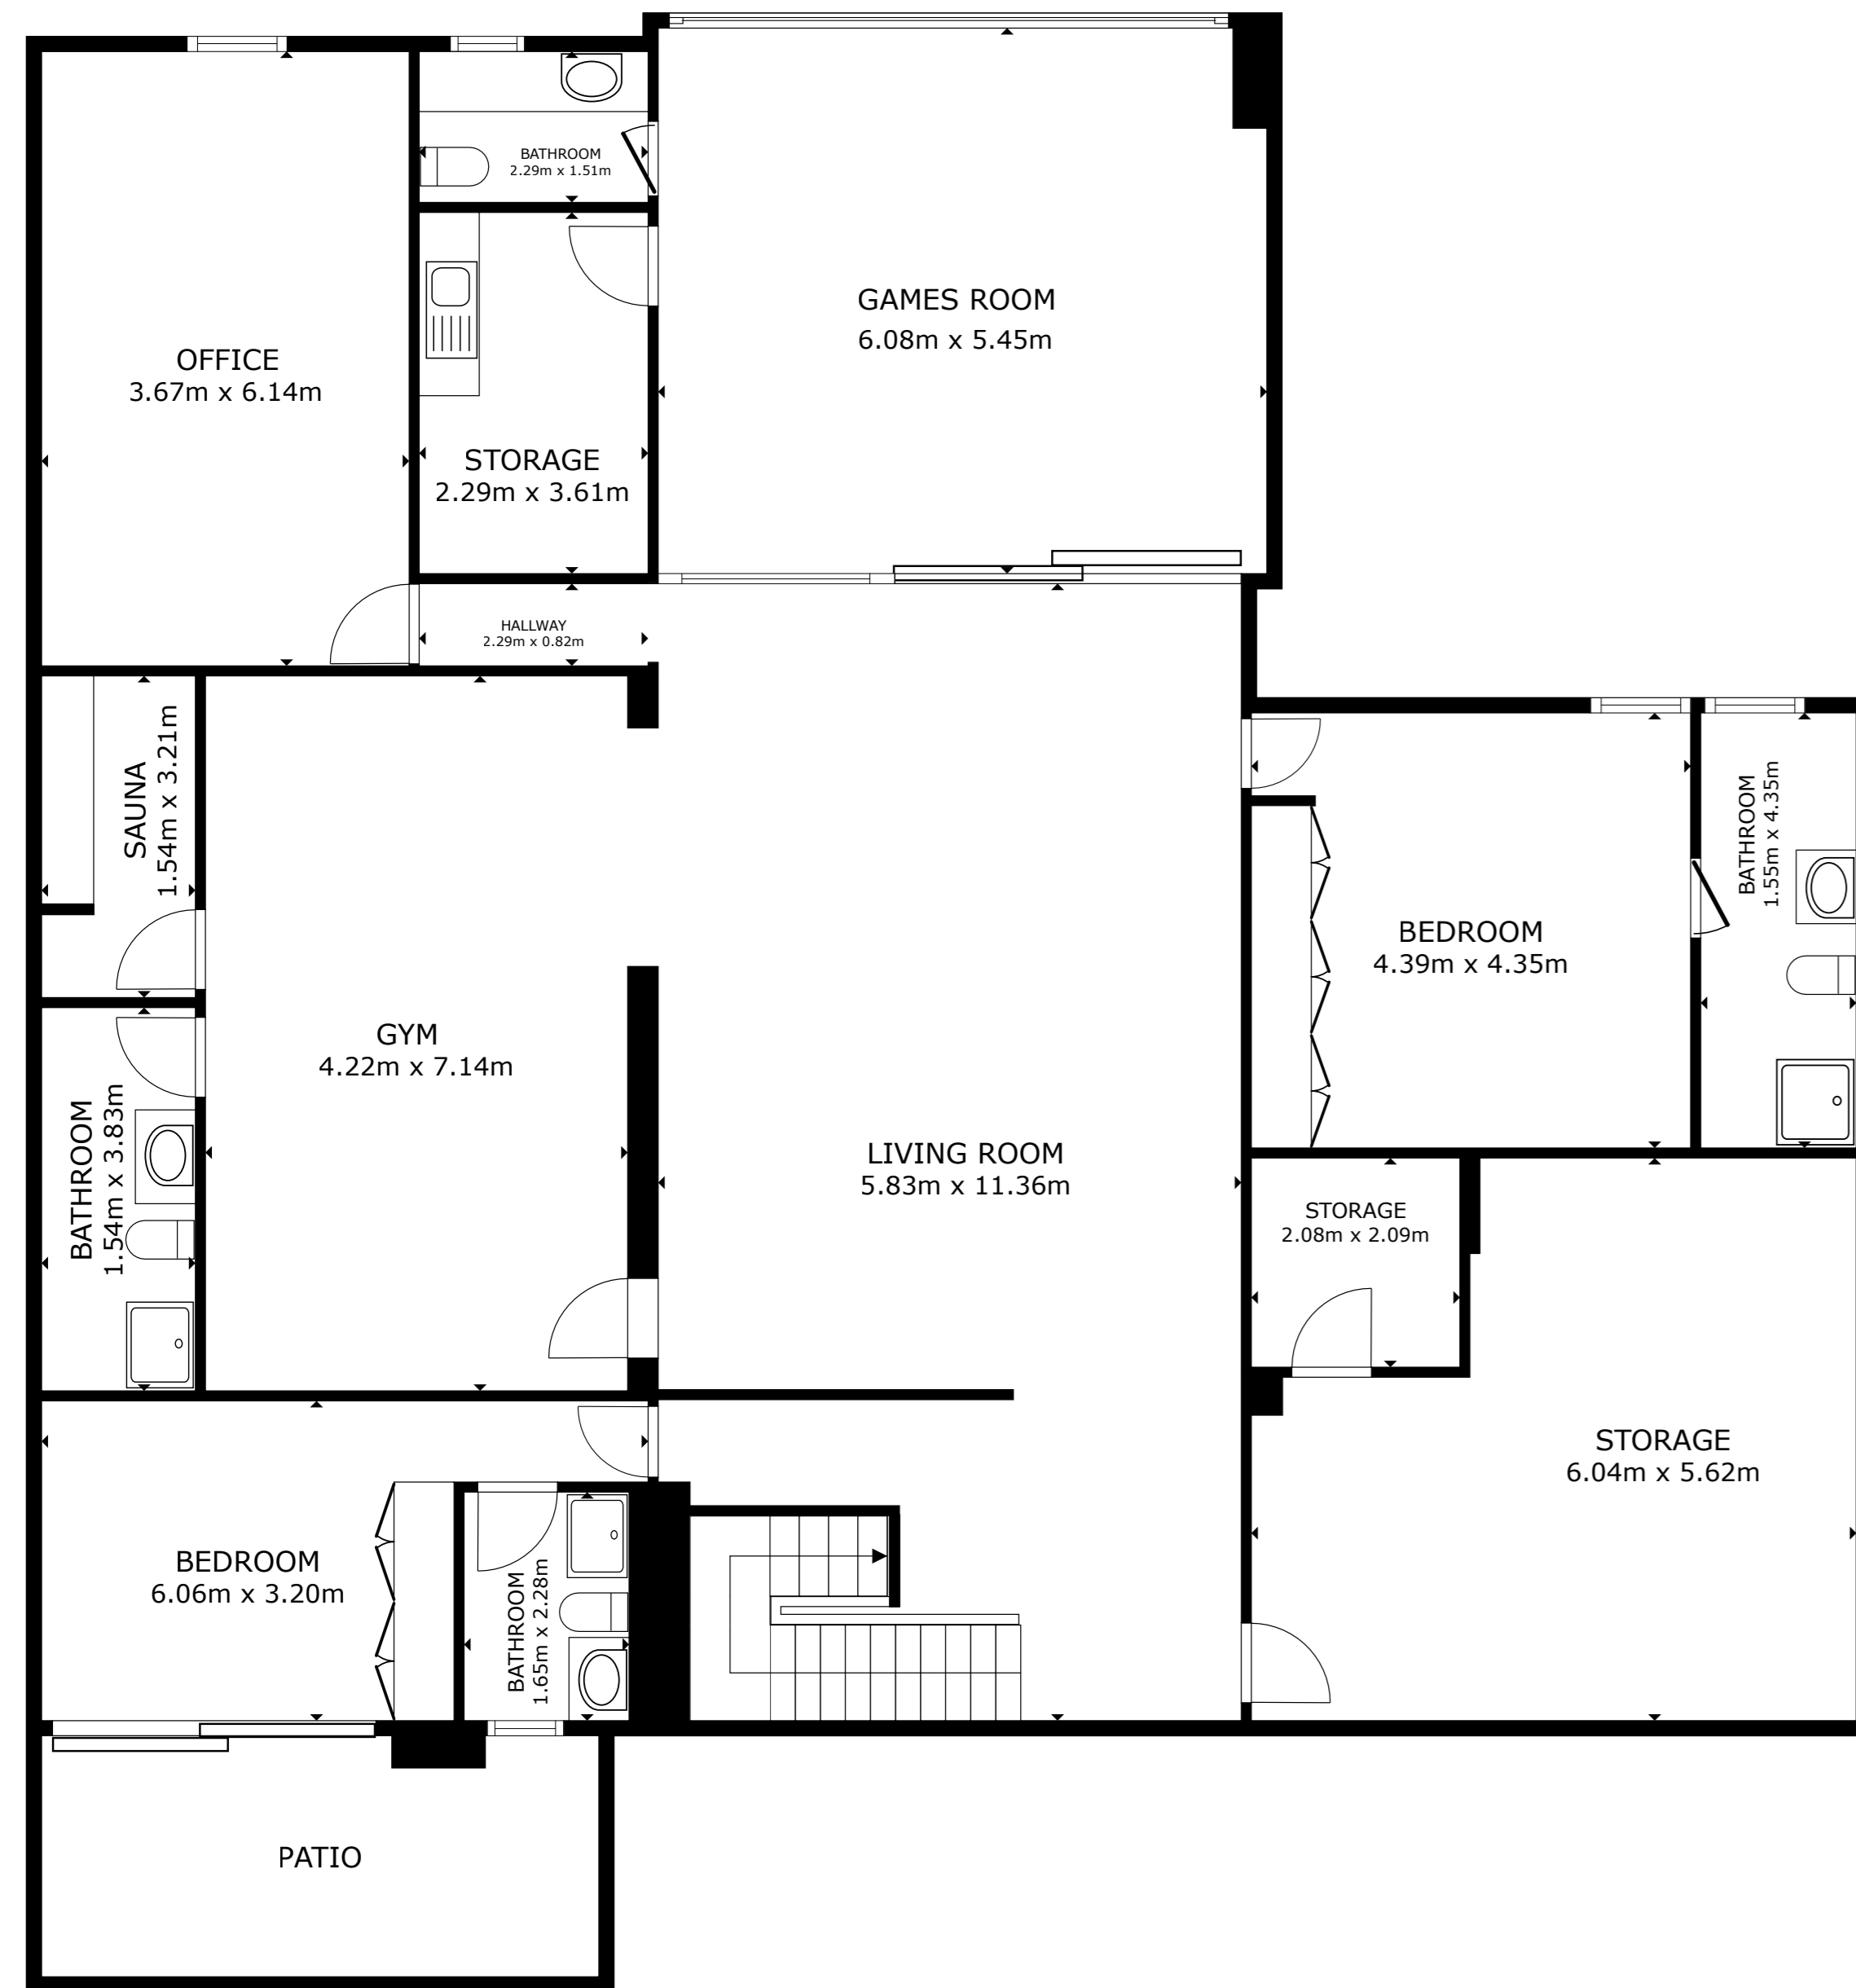 BATHROOM
2.29m x 1.51m
GAMES ROOM
6.08m x 5.45m
OFFICE
3.67m x 6.14m
STORAGE
2.29m x 3.61m
HALLWAY
2.29m x 0.82m
SAUNA
1.54m x 3.21m
BATHROOM
1.55m x 4.35m
BEDROOM
4.39m x 4.35m
GYM
4.22m x 7.14m
BATHROOM
1.54m x 3.83m
LIVING ROOM
5.83m x 11.36m
STORAGE
2.08m x 2.09m
STORAGE
6.04m x 5.62m
BEDROOM
6.06m x 3.20m
BATHROOM
1.65m x 2.28m
PATIO